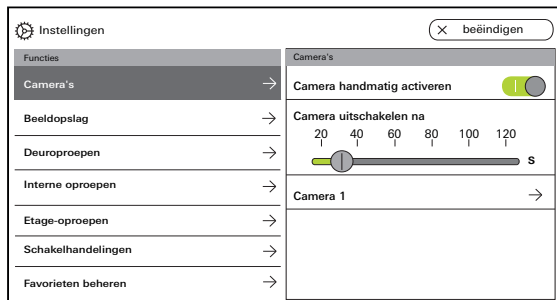 Instellingen
beëindigen
Functies
Camera's
Beeldopslag
Deuroproepen
Interne oproepen
Etage-oproepen
Schakelhandelingen
Favorieten beheren
Camera's
Camera handmatig activeren
Camera uitschakelen na
20 40 60 80 100 120
S
Camera 1